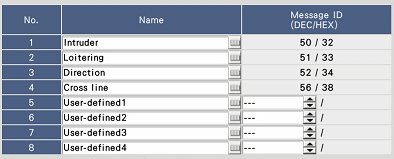 No. Name Message ID
(DEC/HEX)
1 Intruder 50 / 32
2 Loitering 51 / 33
3 Direction 52 / 34
4 Cross line 56 / 38
5 User-defined1 --- /
6 User-defined2 --- /
7 User-defined3 --- /
8 User-defined4 --- /